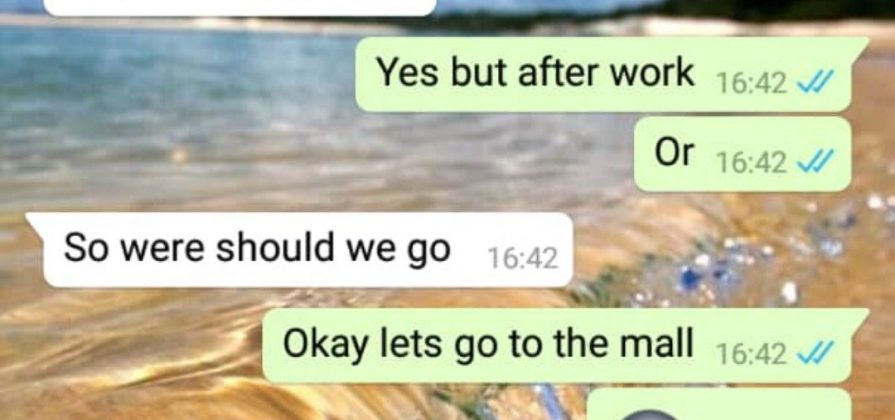 Yes but after work 16:42
Or 16:42
So were should we go 16:42
Okay lets go to the mall 16:42